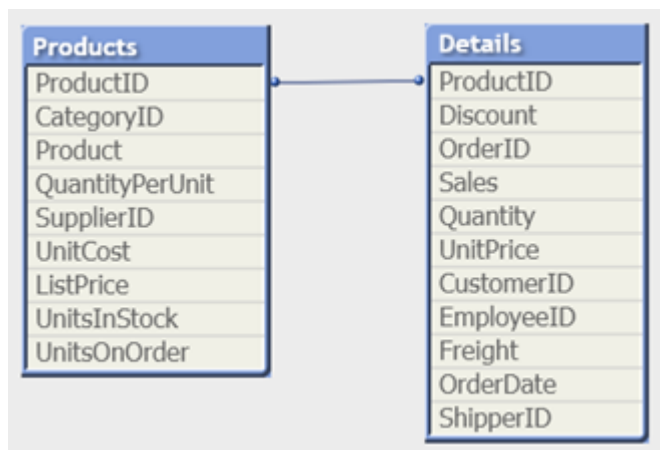 Products
ProductID
CategoryID
Product
QuantityPerUnit
SupplierID
UnitCost
ListPrice
UnitsInStock
UnitsOnOrder
Details
ProductID
Discount
OrderID
Sales
Quantity
UnitPrice
CustomerID
EmployeeID
Freight
OrderDate
ShipperID